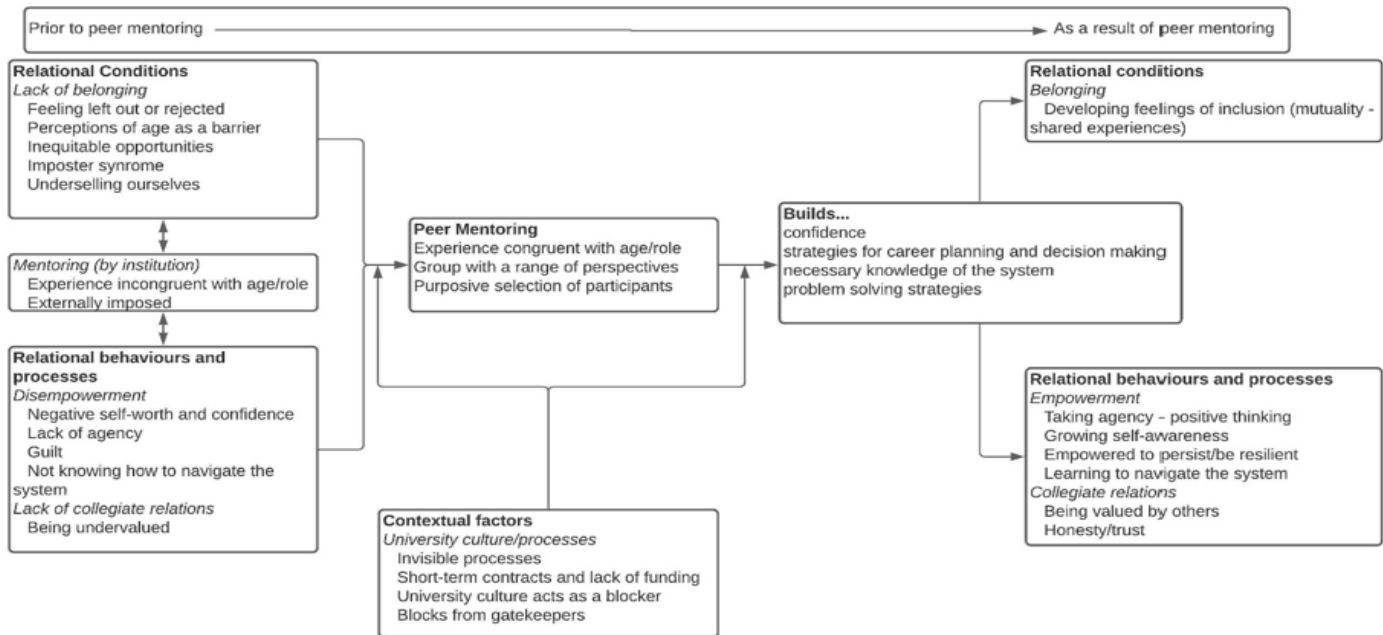 Prior to peer mentoring
As a result of peer mentoring
Relational Conditions
Lack of belonging
Feeling left out or rejected
Perceptions of age as a barrier
Inequitable opportunities
Imposter synrome
Underselling ourselves
Mentoring (by institution)
Experience incongruent with age/role
Externally imposed
Relational behaviours and
processes
Disempowerment
Negative self-worth and confidence
Lack of agency
Guilt
Not knowing how to navigate the
system
Lack of collegiate relations
Being undervalued
Peer Mentoring
Experience congruent with age/role
Group with a range of perspectives
Purposive selection of participants
Contextual factors
University culture/processes
Invisible processes
Short-term contracts and lack of funding
University culture acts as a blocker
Blocks from gatekeepers
Builds...
confidence
strategies for career planning and decision making
necessary knowledge of the system
problem solving strategies
Relational conditions
Belonging
Developing feelings of inclusion (mutuality -
shared experiences)
Relational behaviours and processes
Empowerment
Taking agency – positive thinking
Growing self-awareness
Empowered to persist/be resilient
Learning to navigate the system
Collegiate relations
Being valued by others
Honesty/trust